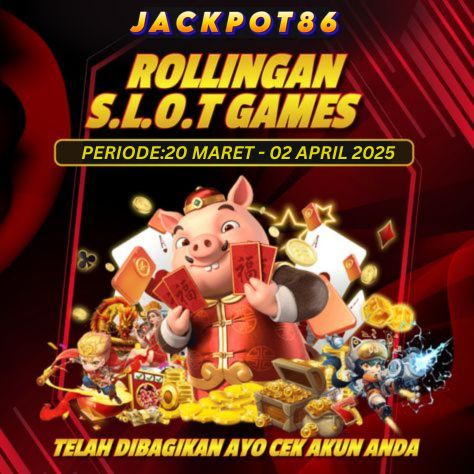 JACKPOT86
ROLLINGAN
S.L.O.T GAMES
PERIODE:20 MARET - 02 APRIL 2025
TELAH DIBAGIKAN AYO CEK AKUN ANDA